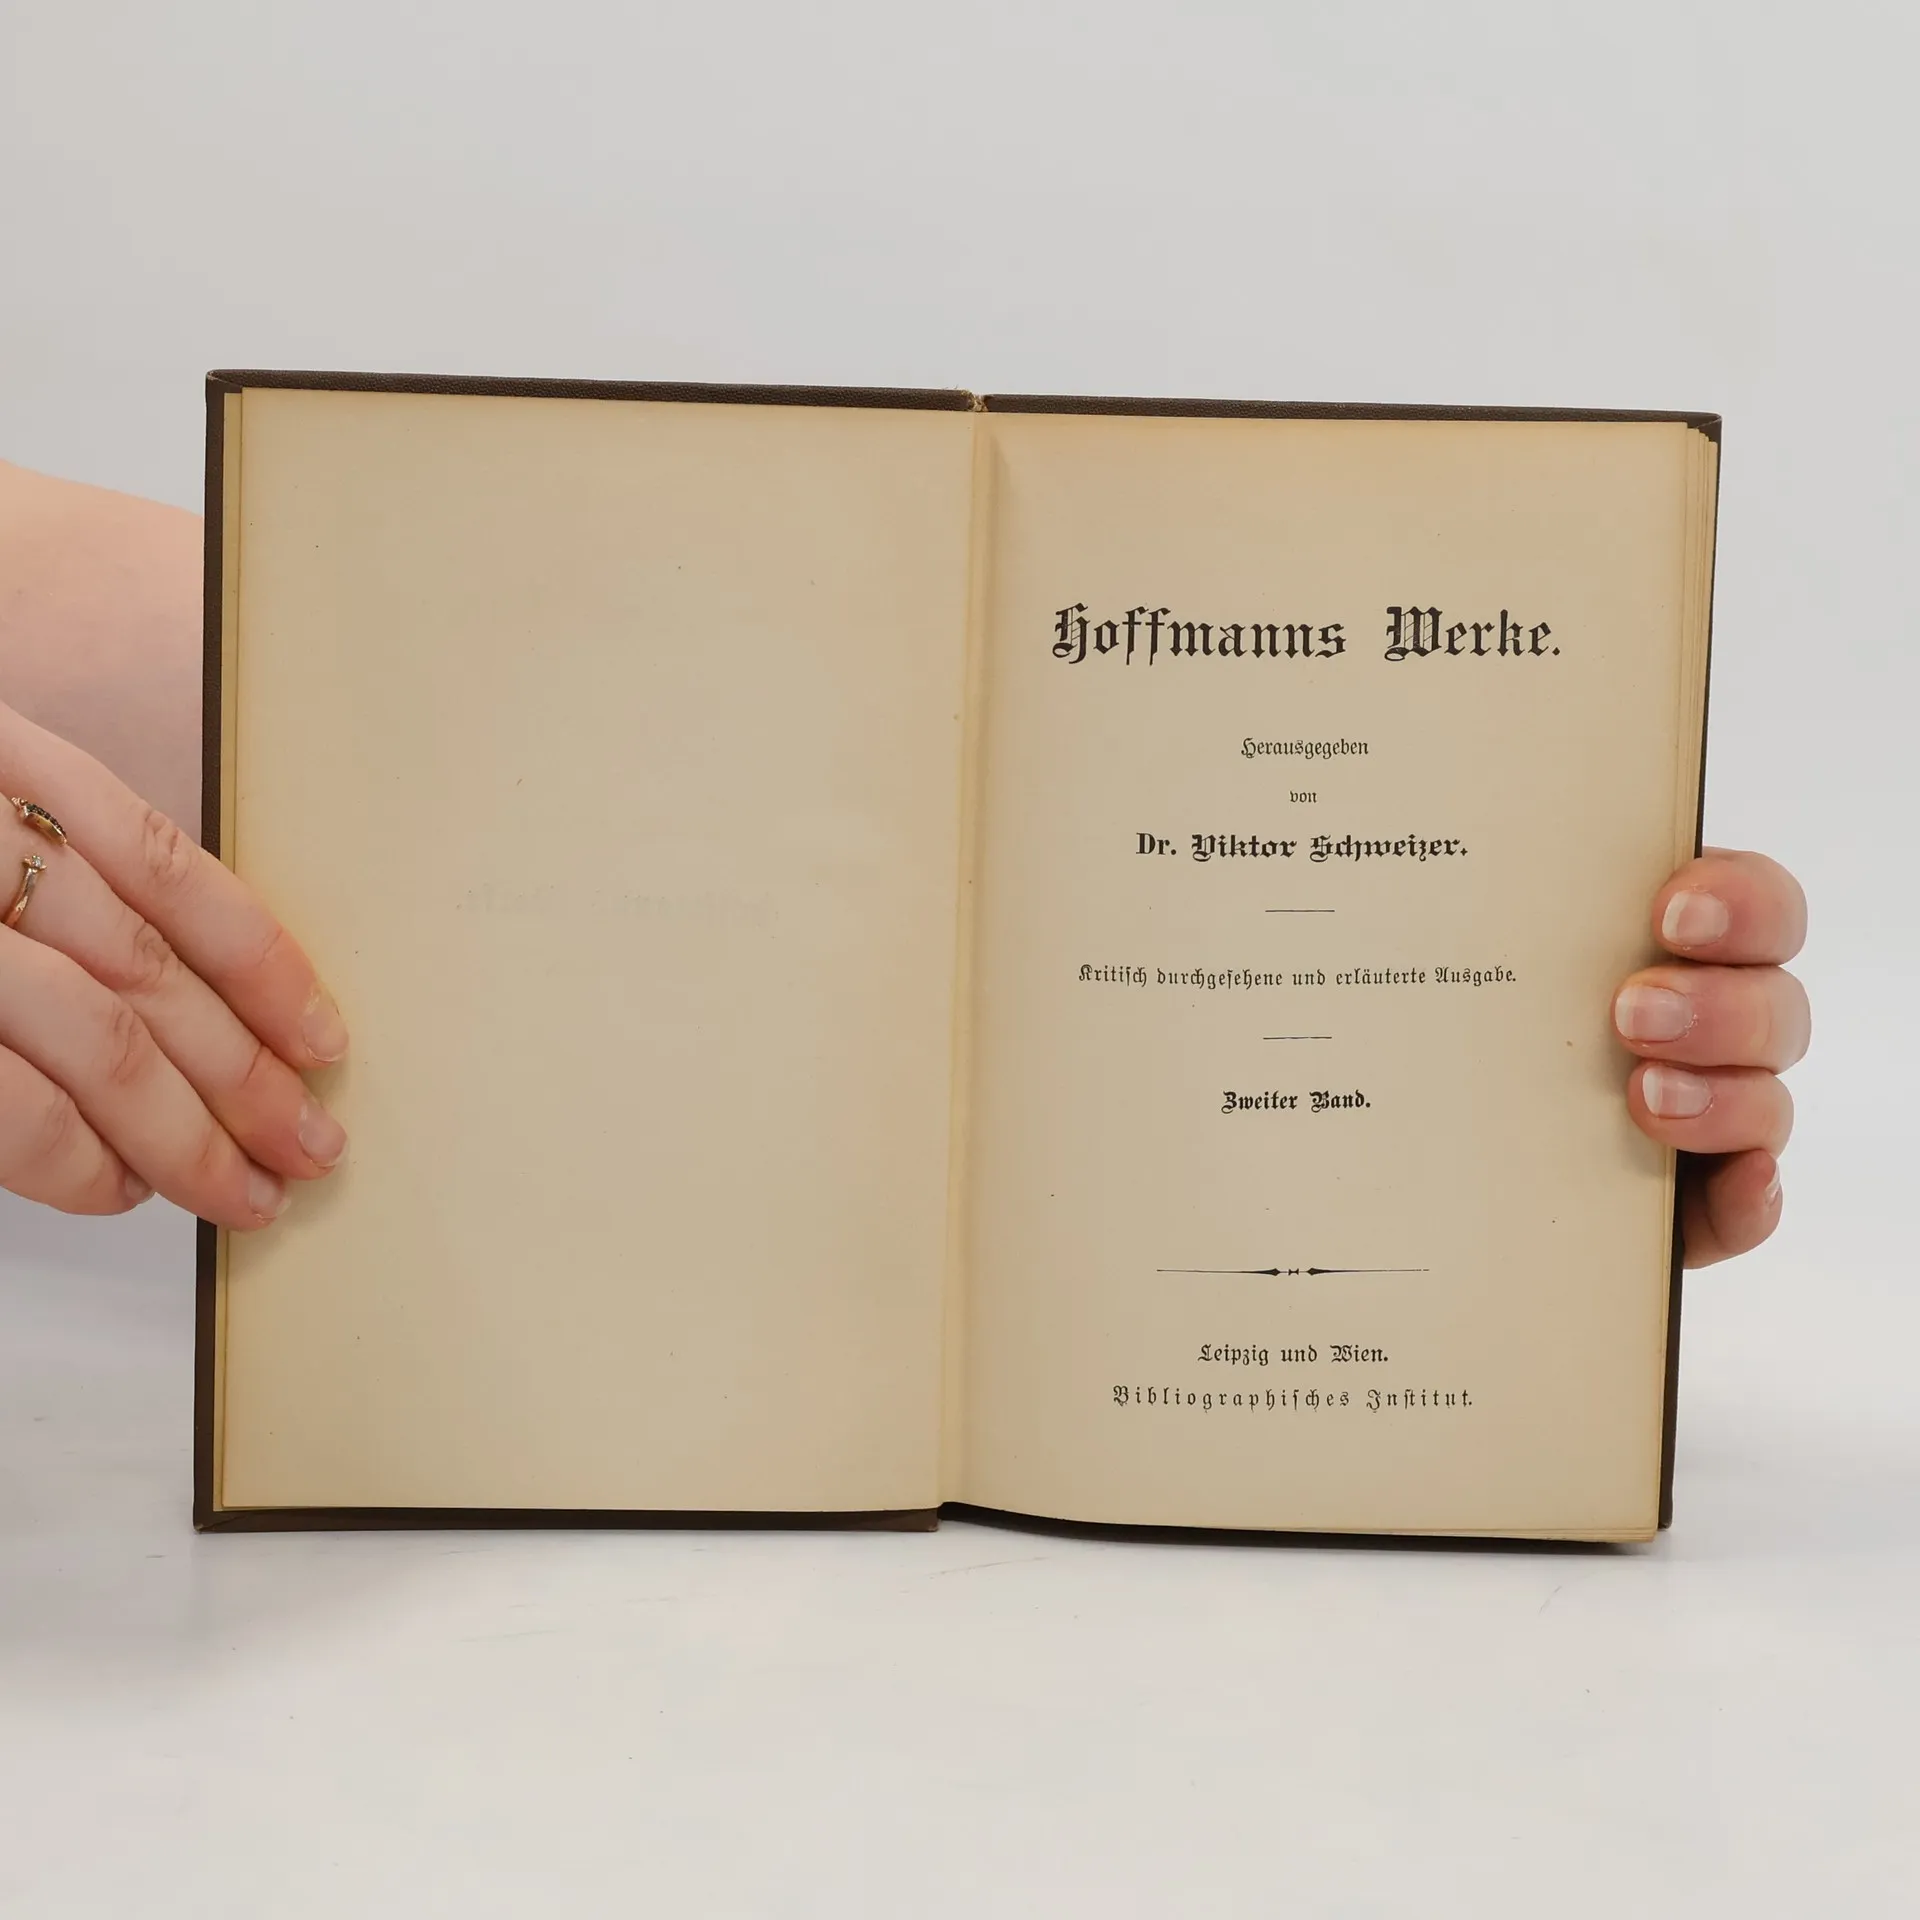 Hoffmanns Werke.
Herausgegeben
von
Dr. Viktor Schweizer.
Kritisch durchgesehene und erläuterte Ausgabe.
Zweiter Band.
Leipzig und Wien.
Bibliographisches Institut.